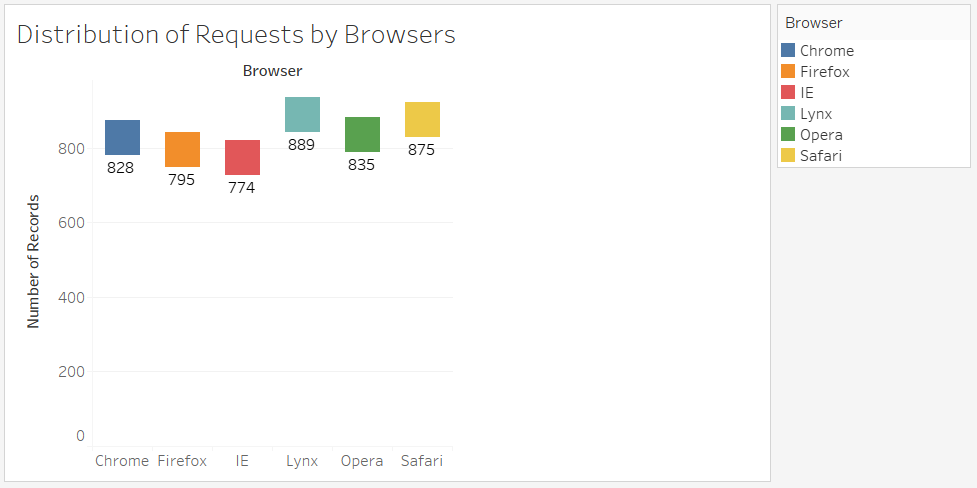 Distribution of Requests by Browsers
Browser
800
600
400
200
0
Number of Records
828
795
774
889
835
875
Chrome Firefox IE Lynx Opera Safari
Browser
Chrome
Firefox
IE
Lynx
Opera
Safari